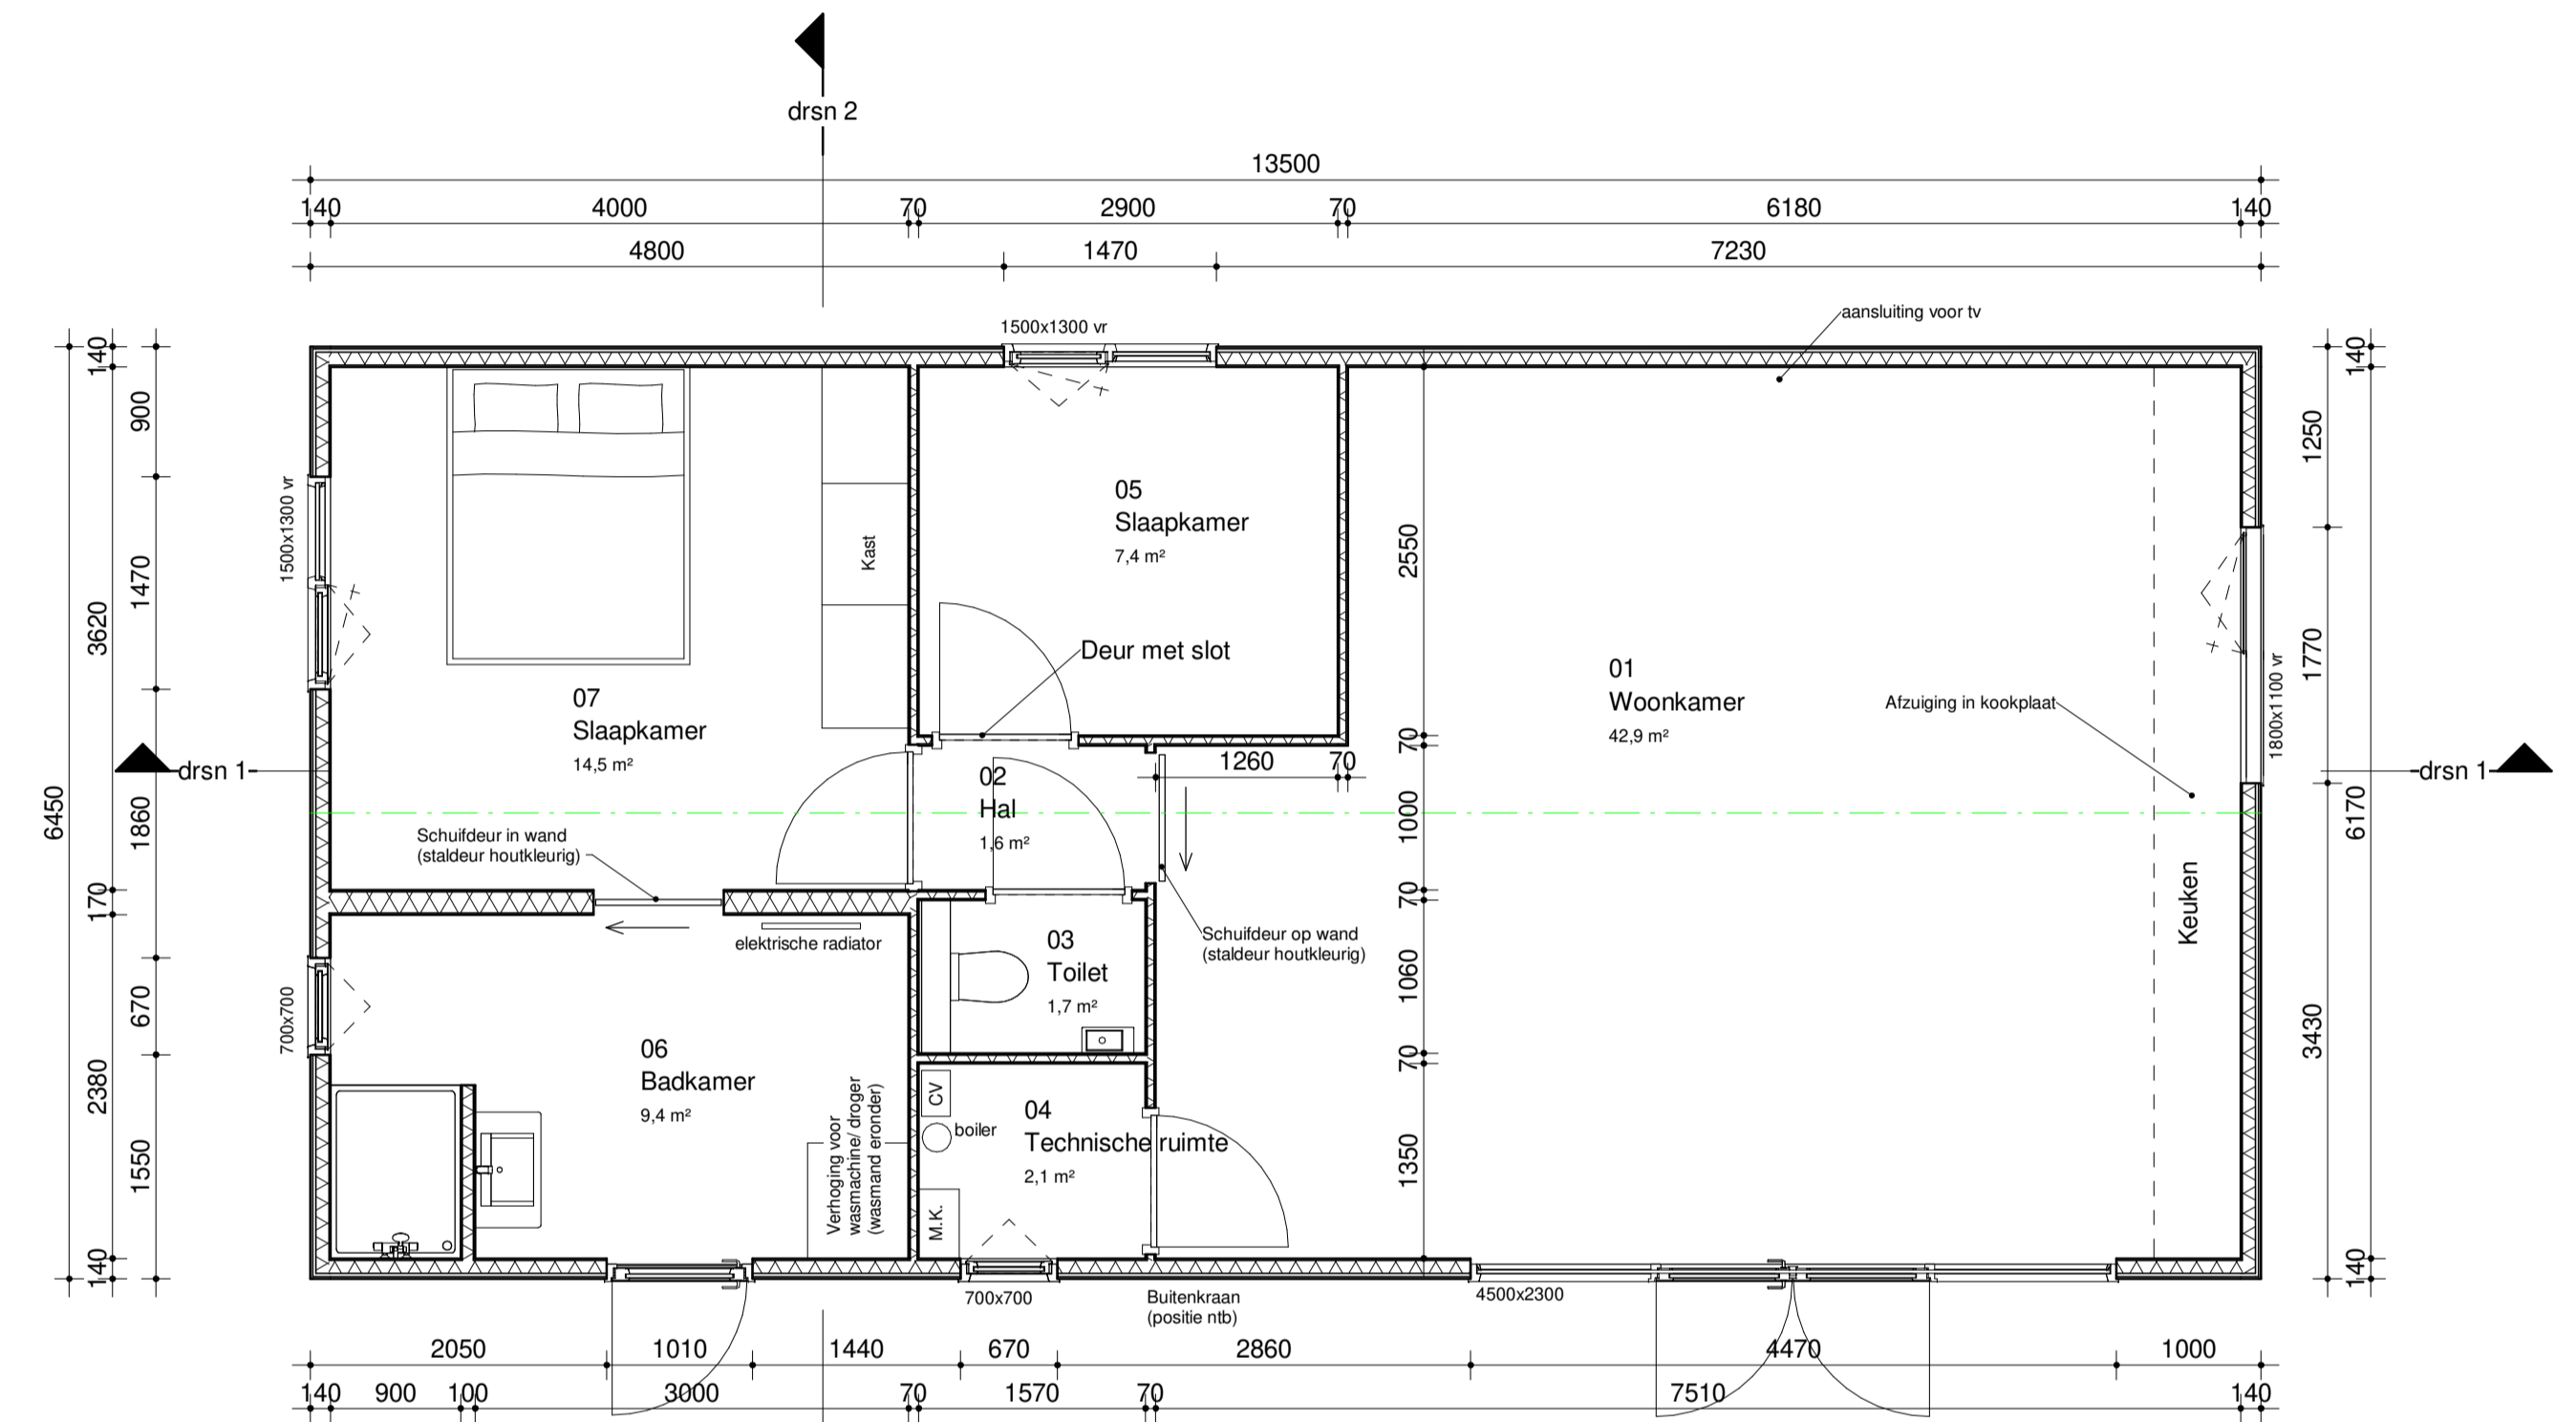 drsn 2
13500
140 4000 70 2900 70 6180 140
4800 1470 7230
1500x1300 vr
aansluiting voor tv
140
900
1500x1300 vr
1470
3620
6450
1860
170
670
700x700
2380
1550
140
drsn 1
07
Slaapkamer
14,5 m²
Kast
05
Slaapkamer
7,4 m²
Deur met slot
02
Hal
1,6 m²
1260 70
Schuifdeur in wand
(staldeur houtkleurig)
elektrische radiator
03
Toilet
1,7 m²
Schuifdeur op wand
(staldeur houtkleurig)
06
Badkamer
9,4 m²
Verhoging voor
wasmachine/ droger
(wasmand eronder)
CV
boiler
M.K.
04
Technische ruimte
2,1 m²
2550
70
1000
70
1060
70
1350
01
Woonkamer
42,9 m²
Afzuiging in kookplaat
Keuken
140
1250
1770
1800x1100 vr
drsn 1
6170
3430
140
700x700
Buitenkraan
(positie ntb)
4500x2300
2050 1010 1440 670 2860 4470 1000
140 900 100 3000 70 1570 70 7510 140